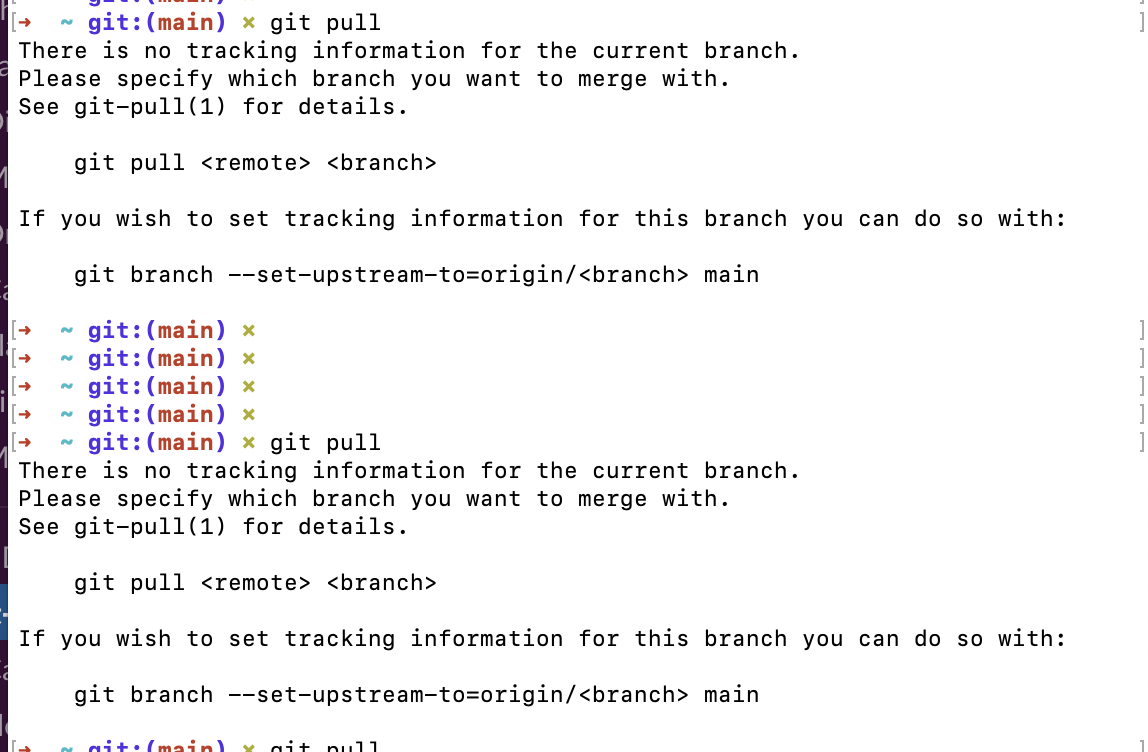 [→ ~ git:(main) × git pull ]
There is no tracking information for the current branch.
Please specify which branch you want to merge with.
See git-pull(1) for details.
git pull <remote> <branch>
If you wish to set tracking information for this branch you can do so with:
git branch --set-upstream-to=origin/<branch> main
[→ ~ git:(main) × ]
[→ ~ git:(main) × ]
[→ ~ git:(main) × ]
[→ ~ git:(main) × ]
[→ ~ git:(main) × git pull ]
There is no tracking information for the current branch.
Please specify which branch you want to merge with.
See git-pull(1) for details.
git pull <remote> <branch>
If you wish to set tracking information for this branch you can do so with:
git branch --set-upstream-to=origin/<branch> main
[→ ~ git:(main) × git pull ]